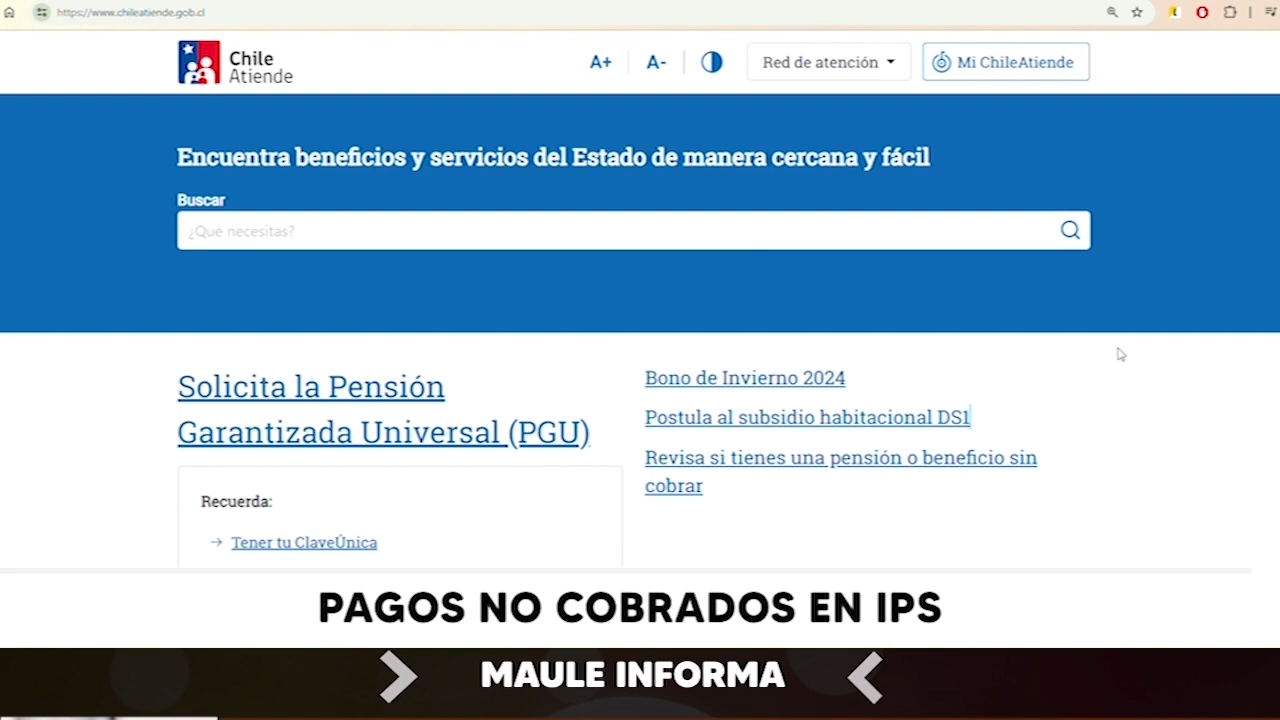 https://www.chileatiende.gob.cl
Chile
Atiende
A+
A-
Red de atención
Mi ChileAtiende
Encuentra beneficios y servicios del Estado de manera cercana y fácil
Buscar
¿Qué necesitas?
Solicita la Pensión
Garantizada Universal (PGU)
Recuerda:
→ Tener tu ClaveÚnica
Bono de Invierno 2024
Postula al subsidio habitacional DS1
Revisa si tienes una pensión o beneficio sin
cobrar
PAGOS NO COBRADOS EN IPS
MAULE INFORMA